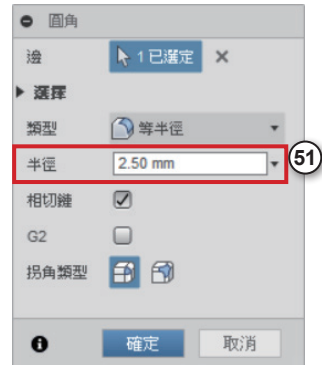 圓角
邊 1 已選定
選擇
類型 等半徑
半徑 2.50 mm 51
相切鏈
G2
拐角類型
確定 取消